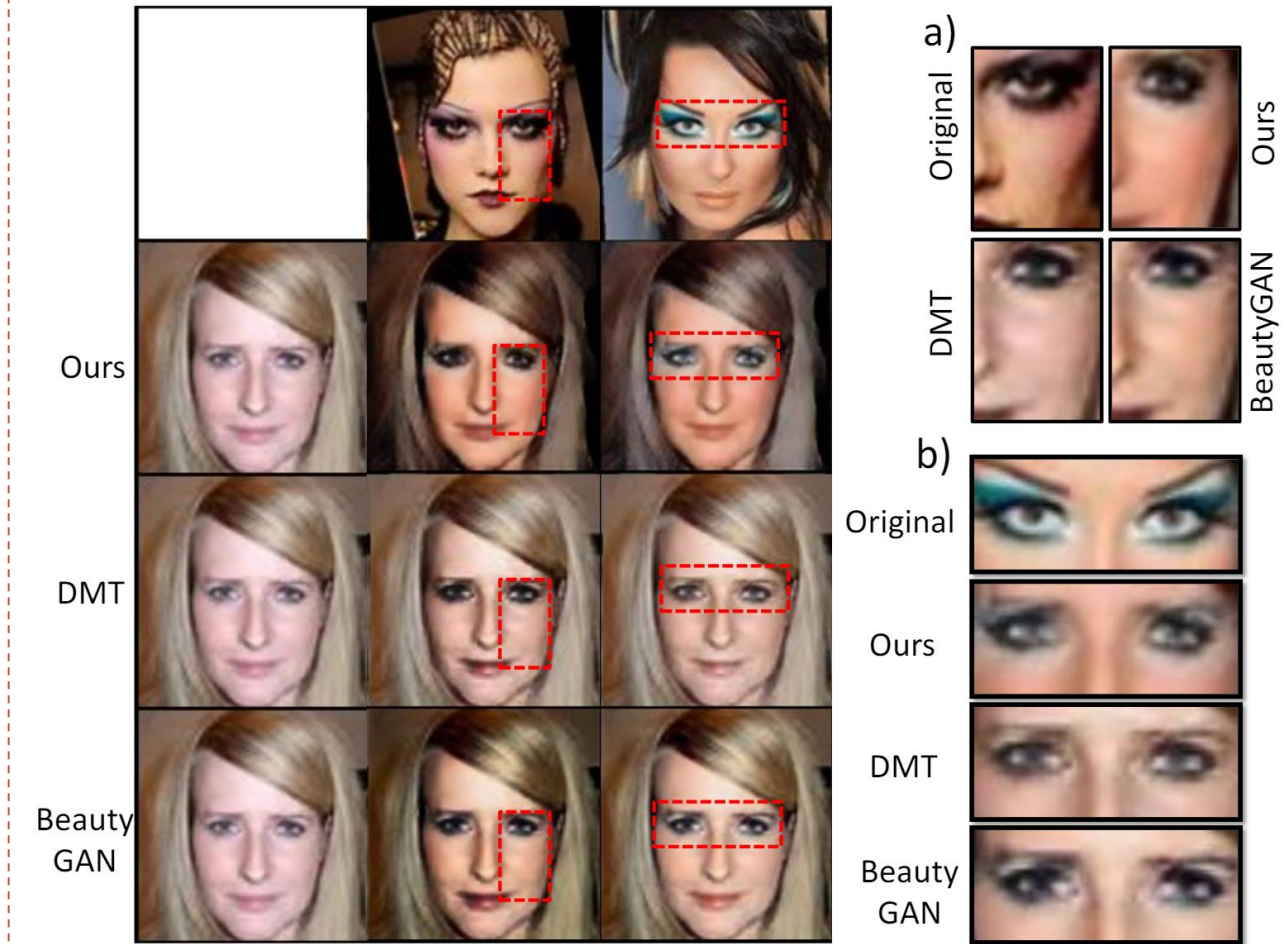 Ours
DMT
Beauty
GAN
a)
Original
Ours
DMT
BeautyGAN
b)
Original
Ours
DMT
Beauty
GAN